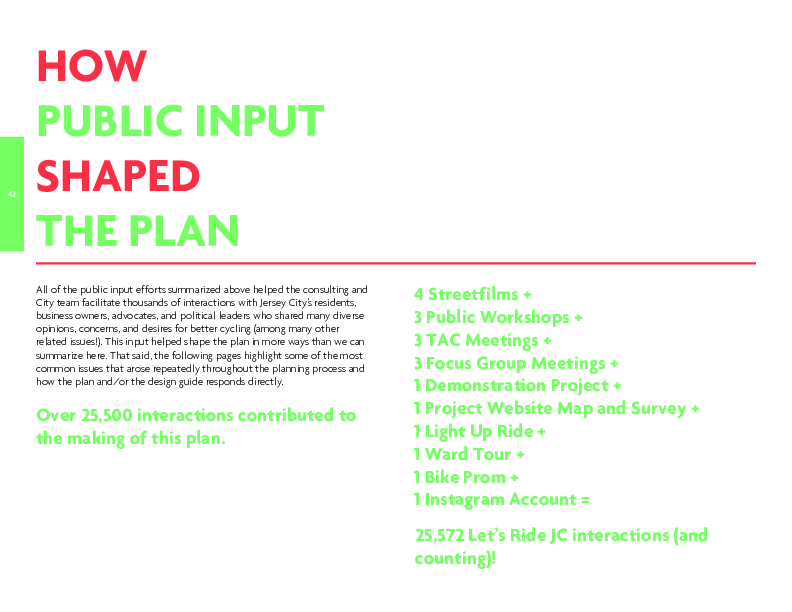 HOW
PUBLIC INPUT
SHAPED
THE PLAN
42
All of the public input efforts summarized above helped the consulting and
City team facilitate thousands of interactions with Jersey City's residents,
business owners, advocates, and political leaders who shared many diverse
opinions, concerns, and desires for better cycling (among many other
related issues!). This input helped shape the plan in more ways than we can
summarize here. That said, the following pages highlight some of the most
common issues that arose repeatedly throughout the planning process and
how the plan and/or the design guide responds directly.
Over 25,500 interactions contributed to
the making of this plan.
4 Streetfilms +
3 Public Workshops +
3 TAC Meetings +
3 Focus Group Meetings +
1 Demonstration Project +
1 Project Website Map and Survey +
1 Light Up Ride +
1 Ward Tour +
1 Bike Prom +
1 Instagram Account =
25,572 Let's Ride JC interactions (and
counting)!